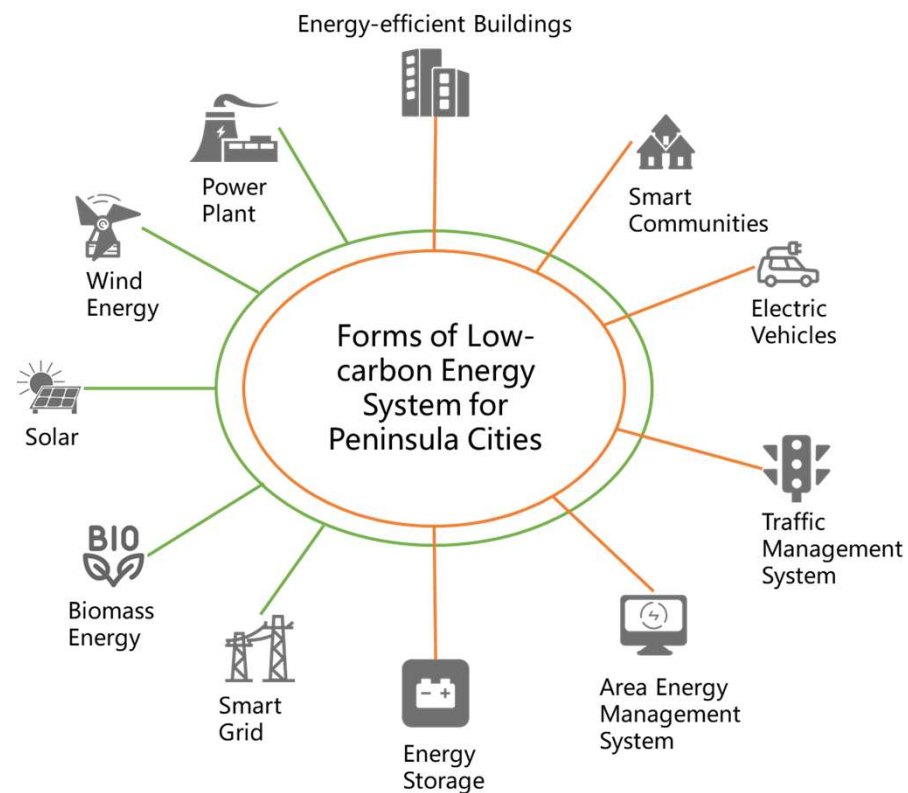 Energy-efficient Buildings
Power
Plant
Smart
Communities
Wind
Energy
Electric
Vehicles
Forms of Low-
carbon Energy
System for
Peninsula Cities
Solar
Traffic
Management
System
BIO
Biomass
Energy
Smart
Grid
Area Energy
Management
System
Energy
Storage